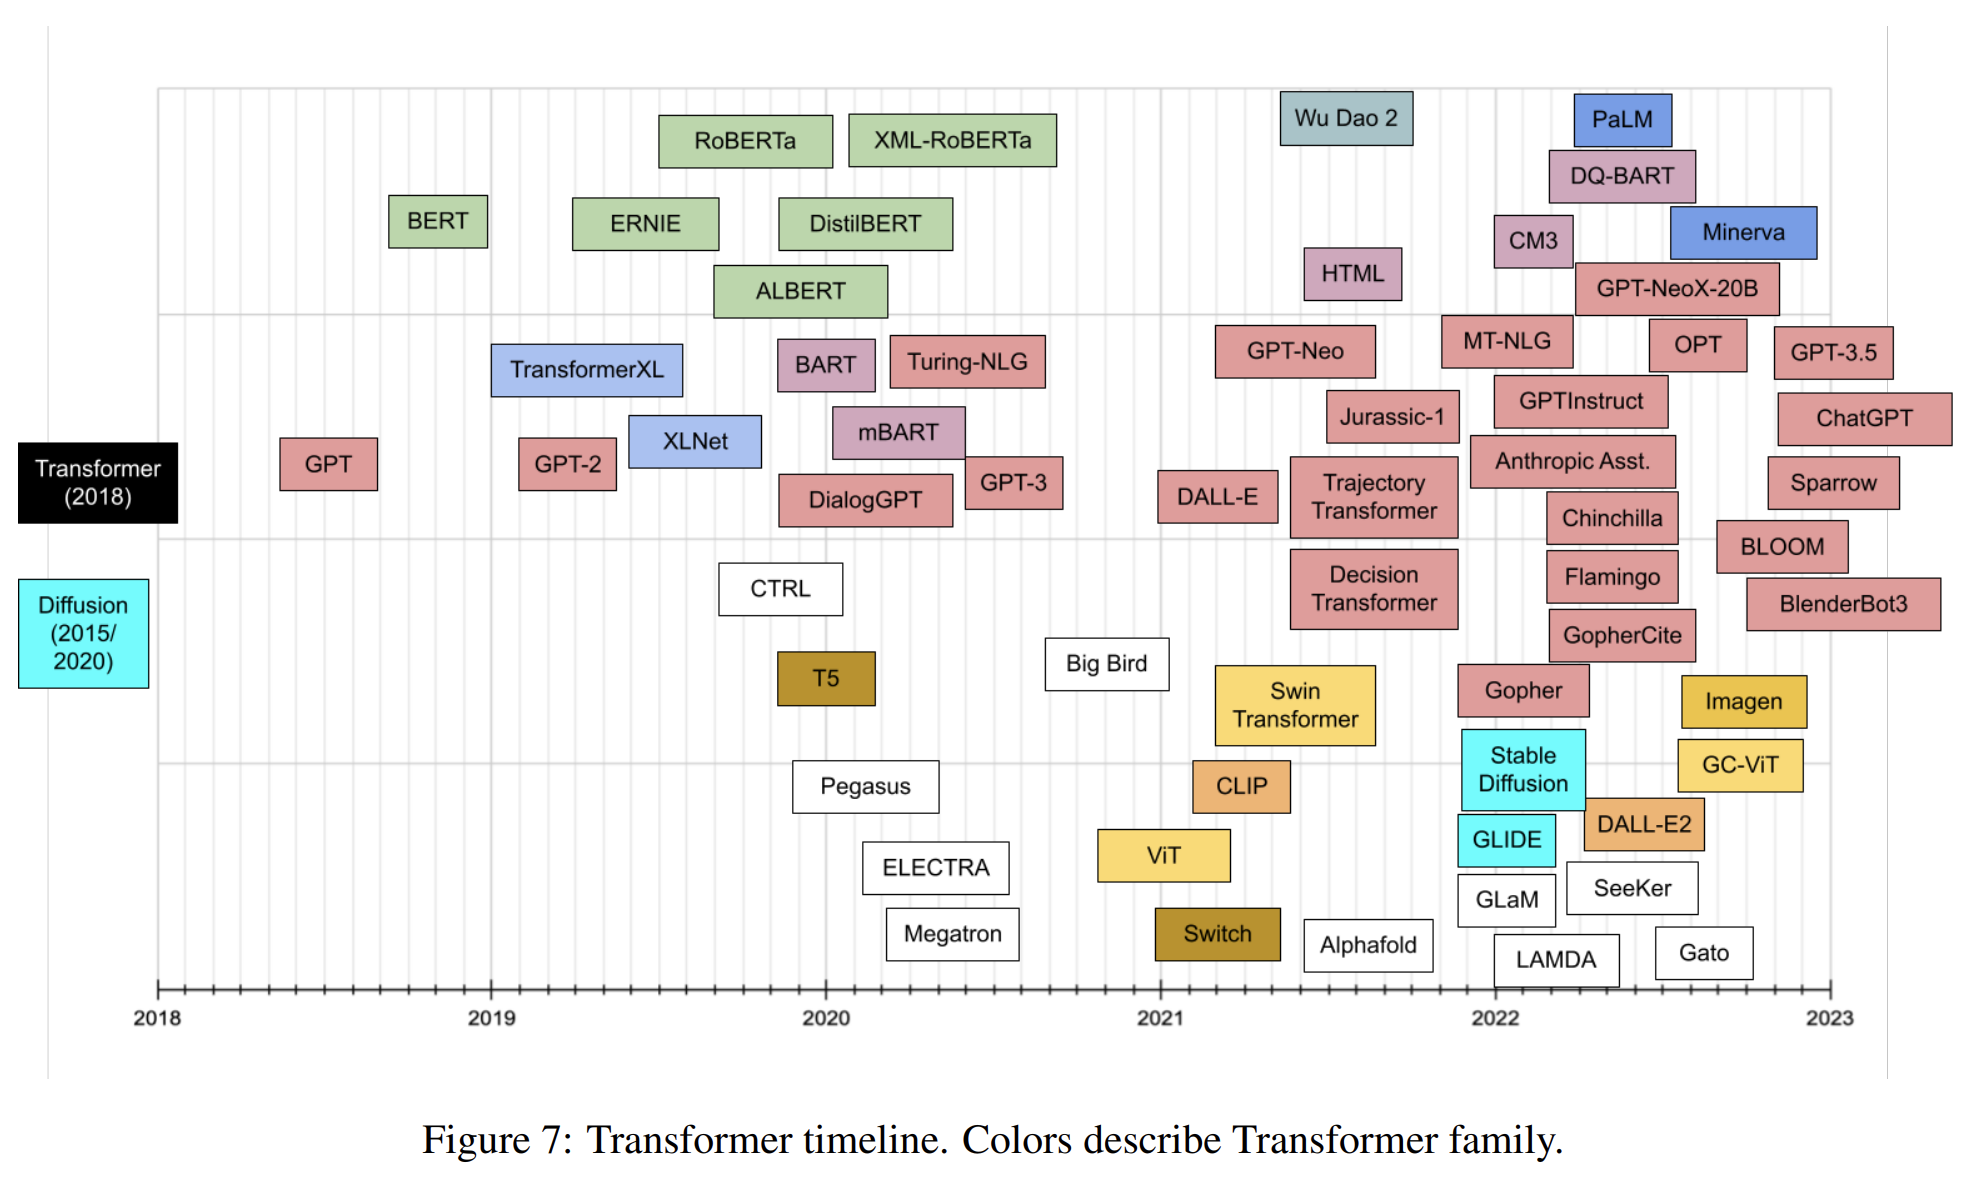 Wu Dao 2
PaLM
RoBERTa
XML-RoBERTa
DQ-BART
BERT
ERNIE
DistilBERT
Minerva
CM3
HTML
ALBERT
GPT-NeoX-20B
TransformerXL
BART
Turing-NLG
GPT-Neo
MT-NLG
OPT
GPT-3.5
GPTInstruct
Jurassic-1
ChatGPT
XLNet
mBART
Transformer
(2018)
GPT
GPT-2
Anthropic Asst.
DialogGPT
GPT-3
DALL-E
Trajectory
Transformer
Sparrow
Chinchilla
BLOOM
Diffusion
(2015/
2020)
CTRL
Decision
Transformer
Flamingo
BlenderBot3
GopherCite
T5
Big Bird
Swin
Transformer
Gopher
Imagen
Stable
Diffusion
GC-ViT
Pegasus
CLIP
DALL-E2
ELECTRA
ViT
GLIDE
SeeKer
GLaM
Megatron
Switch
Alphafold
LAMDA
Gato
2018
2019
2020
2021
2022
2023
Figure 7: Transformer timeline. Colors describe Transformer family.